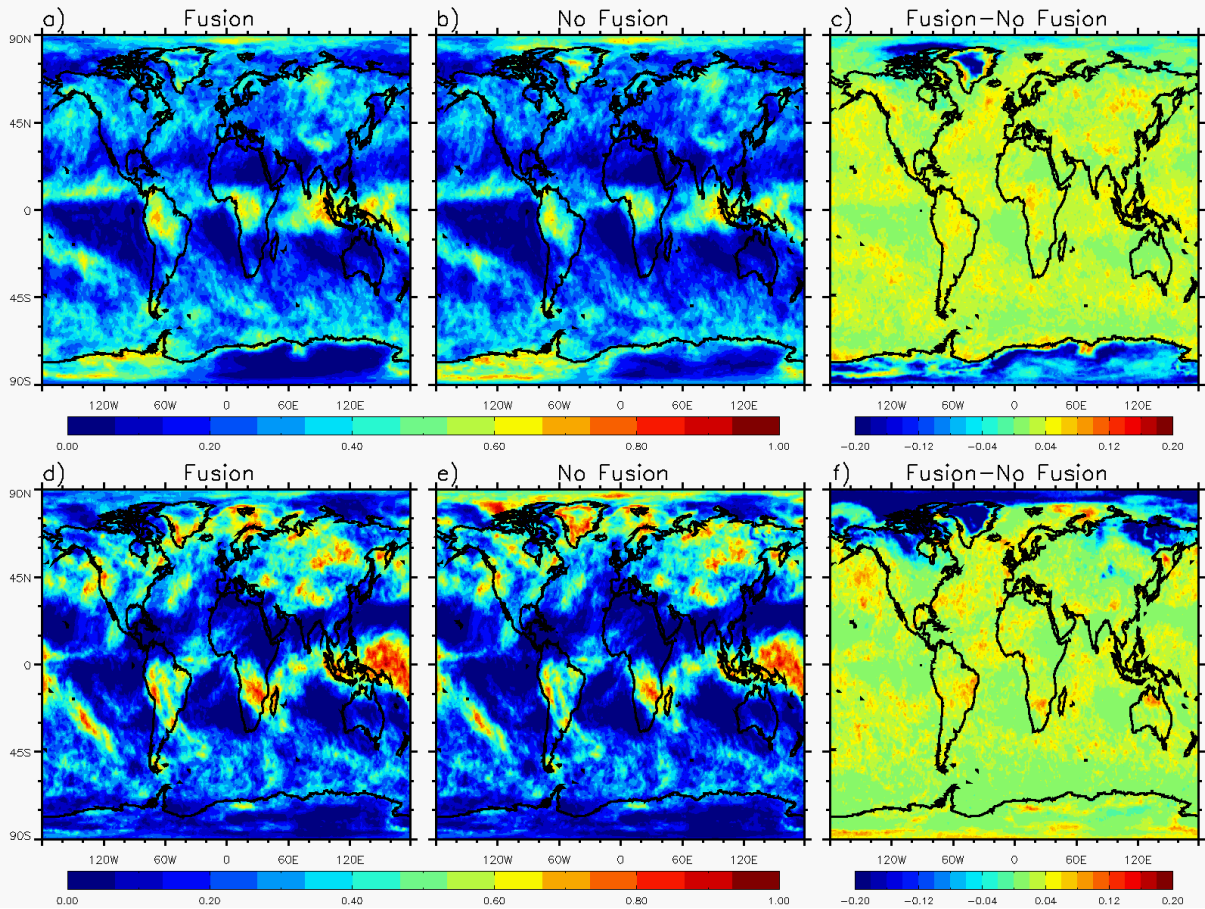 a) Fusion b) No Fusion c) Fusion−No Fusion
90N
45N
0
45S
90S
120W 60W 0 60E 120E 120W 60W 0 60E 120E 120W 60W 0 60E 120E
0.00 0.20 0.40 0.60 0.80 1.00 −0.20 −0.12 −0.04 0.04 0.12 0.20
d) Fusion e) No Fusion f) Fusion−No Fusion
90N
45N
0
45S
90S
120W 60W 0 60E 120E 120W 60W 0 60E 120E 120W 60W 0 60E 120E
0.00 0.20 0.40 0.60 0.80 1.00 −0.20 −0.12 −0.04 0.04 0.12 0.20